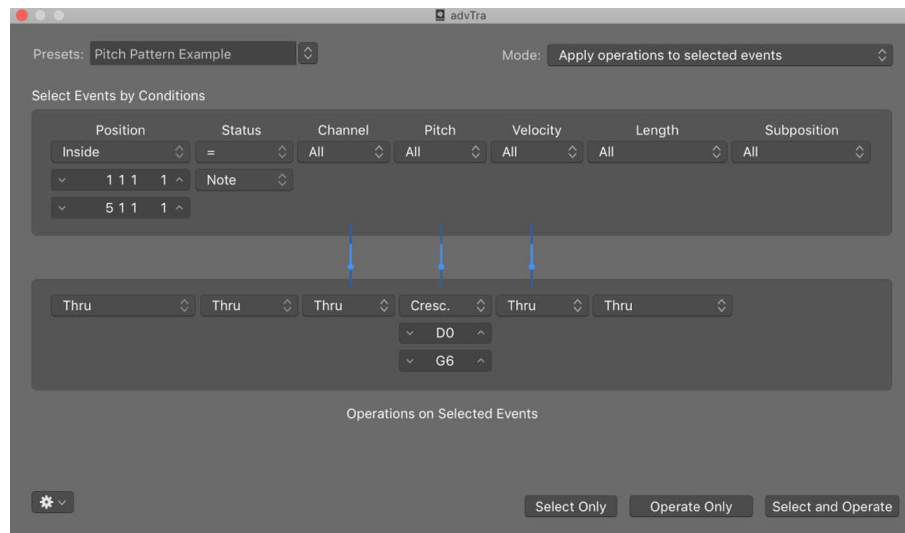 advTra
Presets: Pitch Pattern Example Mode: Apply operations to selected events
Select Events by Conditions
Position Status Channel Pitch Velocity Length Subposition
Inside = All All All All All
1 1 1 1 Note
5 1 1 1
Thru Thru Thru Cresc. Thru Thru
D0
G6
Operations on Selected Events
Select Only Operate Only Select and Operate